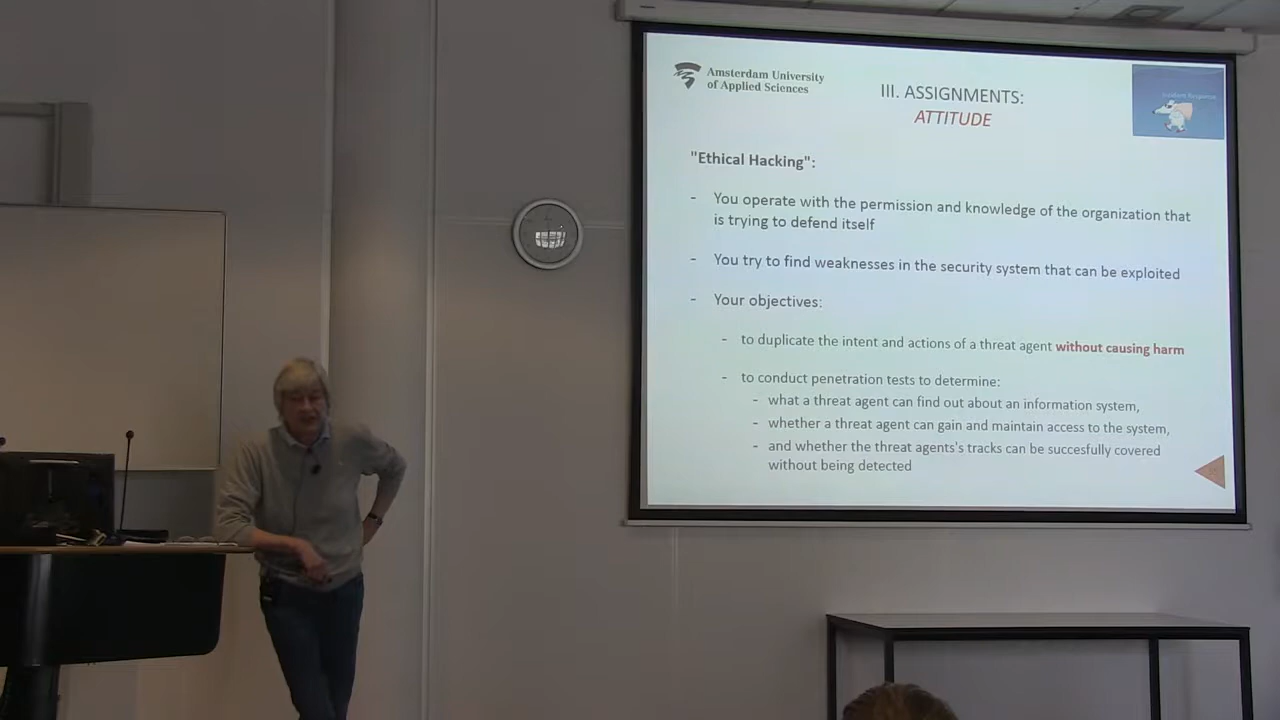 Amsterdam University
of Applied Sciences
III. ASSIGNMENTS:
ATTITUDE
Incident Response
"Ethical Hacking":
- You operate with the permission and knowledge of the organization that
is trying to defend itself
- You try to find weaknesses in the security system that can be exploited
- Your objectives:
- to duplicate the intent and actions of a threat agent without causing harm
- to conduct penetration tests to determine:
- what a threat agent can find out about an information system,
- whether a threat agent can gain and maintain access to the system,
- and whether the threat agents's tracks can be succesfully covered
without being detected